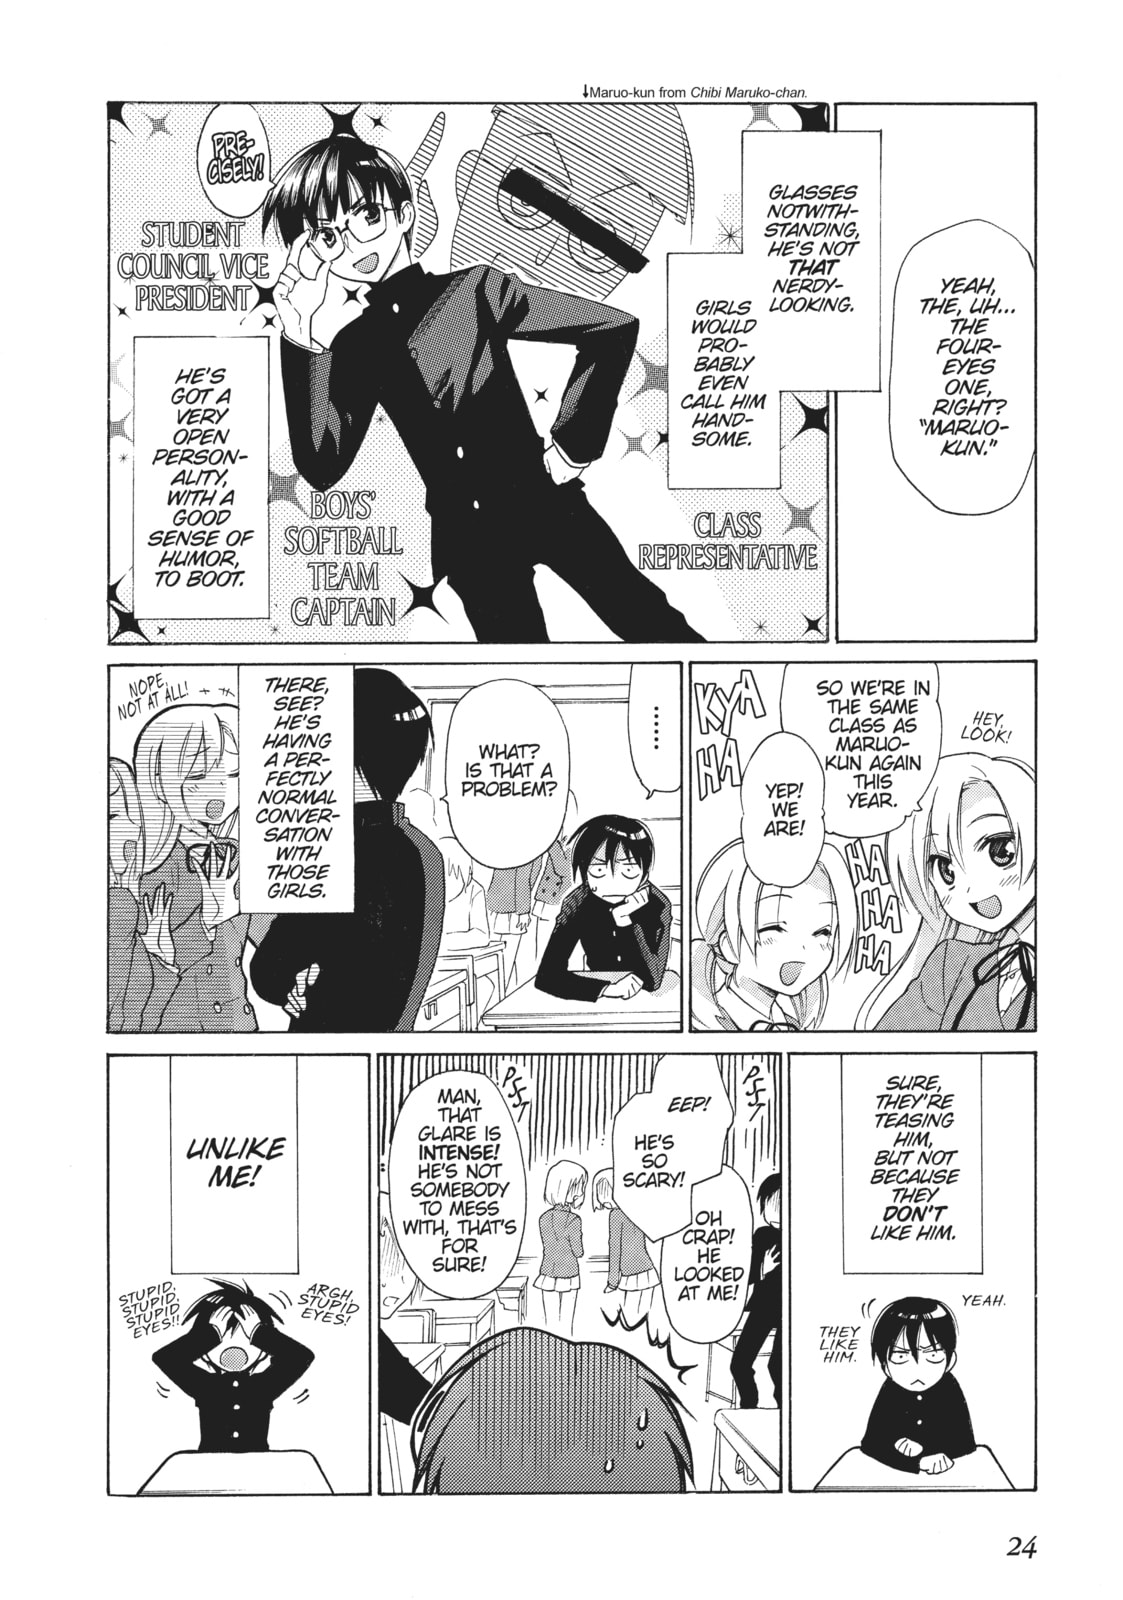 ↓Maruo-kun from Chibi Maruko-chan.
YEAH,
THE, UH...
THE
FOUR-
EYES
ONE,
RIGHT?
"MARUO-
KUN."
GLASSES
NOTWITH-
STANDING,
HE'S NOT
THAT
NERDY-
LOOKING.
GIRLS
WOULD
PRO-
BABLY
EVEN
CALL HIM
HAND-
SOME.
CLASS
REPRESENTATIVE
PRE-
CISELY!
STUDENT
COUNCIL VICE
PRESIDENT
BOYS'
SOFTBALL
TEAM
CAPTAIN
HE'S
GOT A
VERY
OPEN
PERSON-
ALITY,
WITH A
GOOD
SENSE OF
HUMOR,
TO BOOT.
HEY,
LOOK!
SO WE'RE IN
THE SAME
CLASS AS
MARUO-
KUN AGAIN
THIS
YEAR.
YEP!
WE
ARE!
KYA
HA
HA
HA
HA
........
WHAT?
IS THAT A
PROBLEM?
THERE,
SEE?
HE'S
HAVING
A PER-
FECTLY
NORMAL
CONVER-
SATION
WITH
THOSE
GIRLS.
NOPE,
NOT AT ALL!
SURE,
THEY'RE
TEASING
HIM,
BUT NOT
BECAUSE
THEY
DON'T
LIKE HIM.
YEAH.
THEY
LIKE
HIM.
PSST
EEP!
HE'S
SO
SCARY!
OH
CRAP!
HE
LOOKED
AT ME!
PSST
MAN,
THAT
GLARE IS
INTENSE!
HE'S NOT
SOMEBODY
TO MESS
WITH, THAT'S
FOR
SURE!
UNLIKE
ME!
ARGH,
STUPID
EYES!
STUPID,
STUPID,
STUPID
EYES!!
24